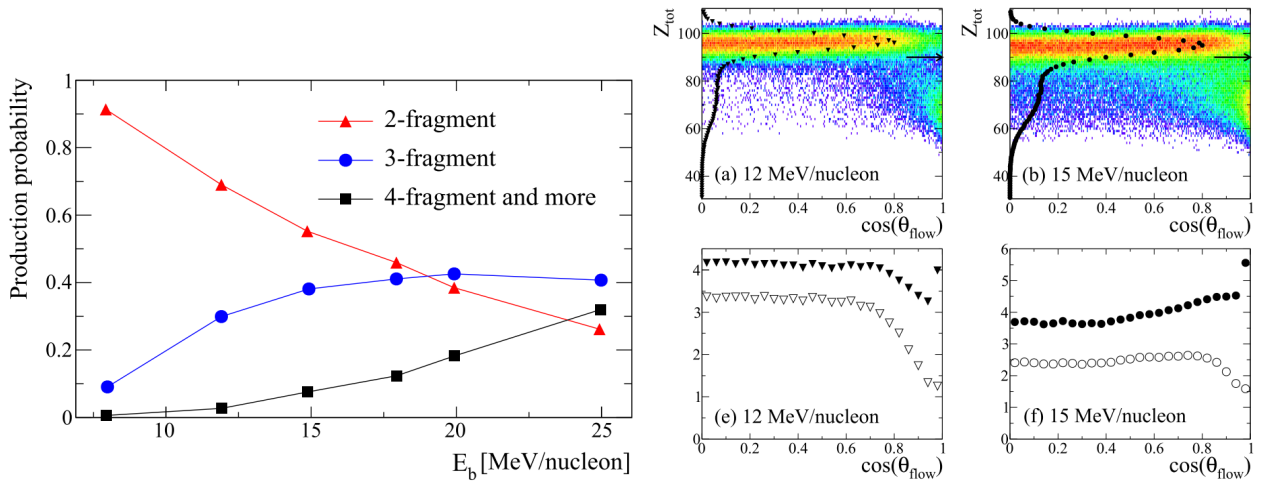 Production probability
1
0.8
0.6
0.4
0.2
0
2-fragment
3-fragment
4-fragment and more
10 15 20 25
E_b [MeV/nucleon]
Z_tot
100
80
60
40
(a) 12 MeV/nucleon
0 0.2 0.4 0.6 0.8 1
cos(θ_flow)
Z_tot
100
80
60
40
(b) 15 MeV/nucleon
0 0.2 0.4 0.6 0.8 1
cos(θ_flow)
4
3
2
1
0
(e) 12 MeV/nucleon
0 0.2 0.4 0.6 0.8 1
cos(θ_flow)
6
5
4
3
2
1
0
(f) 15 MeV/nucleon
0 0.2 0.4 0.6 0.8 1
cos(θ_flow)